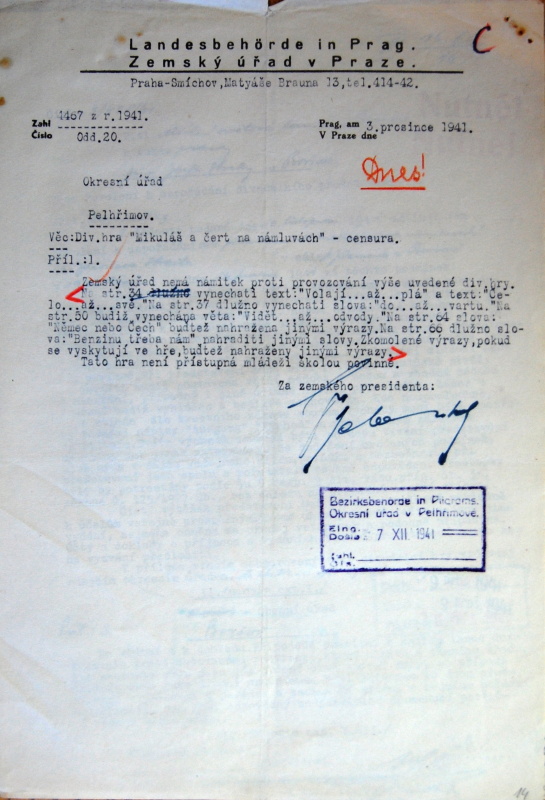 C
Landesbehörde in Prag.
Zemský úřad v Praze.
Praha-Smíchov,Matyáše Brauna 13,tel.414-42.
Zahl 4467 z r.1941.
Číslo Odd.20.
Prag, am
V Praze dne 3.prosince 1941.
Dnes!
Okresní úřad
Pelhřimov.
Věc:Div.hra "Mikuláš a čert na námluvách" - censura.
Příl.:1.
Zemský úřad nemá námitek proti provozování výše uvedené div.hry.
Na str.34 dlužno vynechati text:"Volají...až...plá" a text:"Če-
lo...až...své."Na str.37 dlužno vynechati slova:"do...až...vartu."Na
str.50 budiž vynechána věta:"Vidět...až...odvody."Na str.64 slova:
"Němec nebo Čech" buďtež nahražena jinými výrazy.Na str.66 dlužno slo-
va:"Benzinu třeba nám" nahraditi jinými slovy.Zkomolené výrazy,pokud
se vyskytují ve hře,buďtež nahraženy jinými výrazy.
Tato hra není přístupná mládeži školou povinné.
Za zemského presidenta:
Bezirksbehörde in Pilgrams.
Okresní úřad v Pelhřimově.
Eing.
Došlo 7 XII 1941
Zahl.
Čís.
14